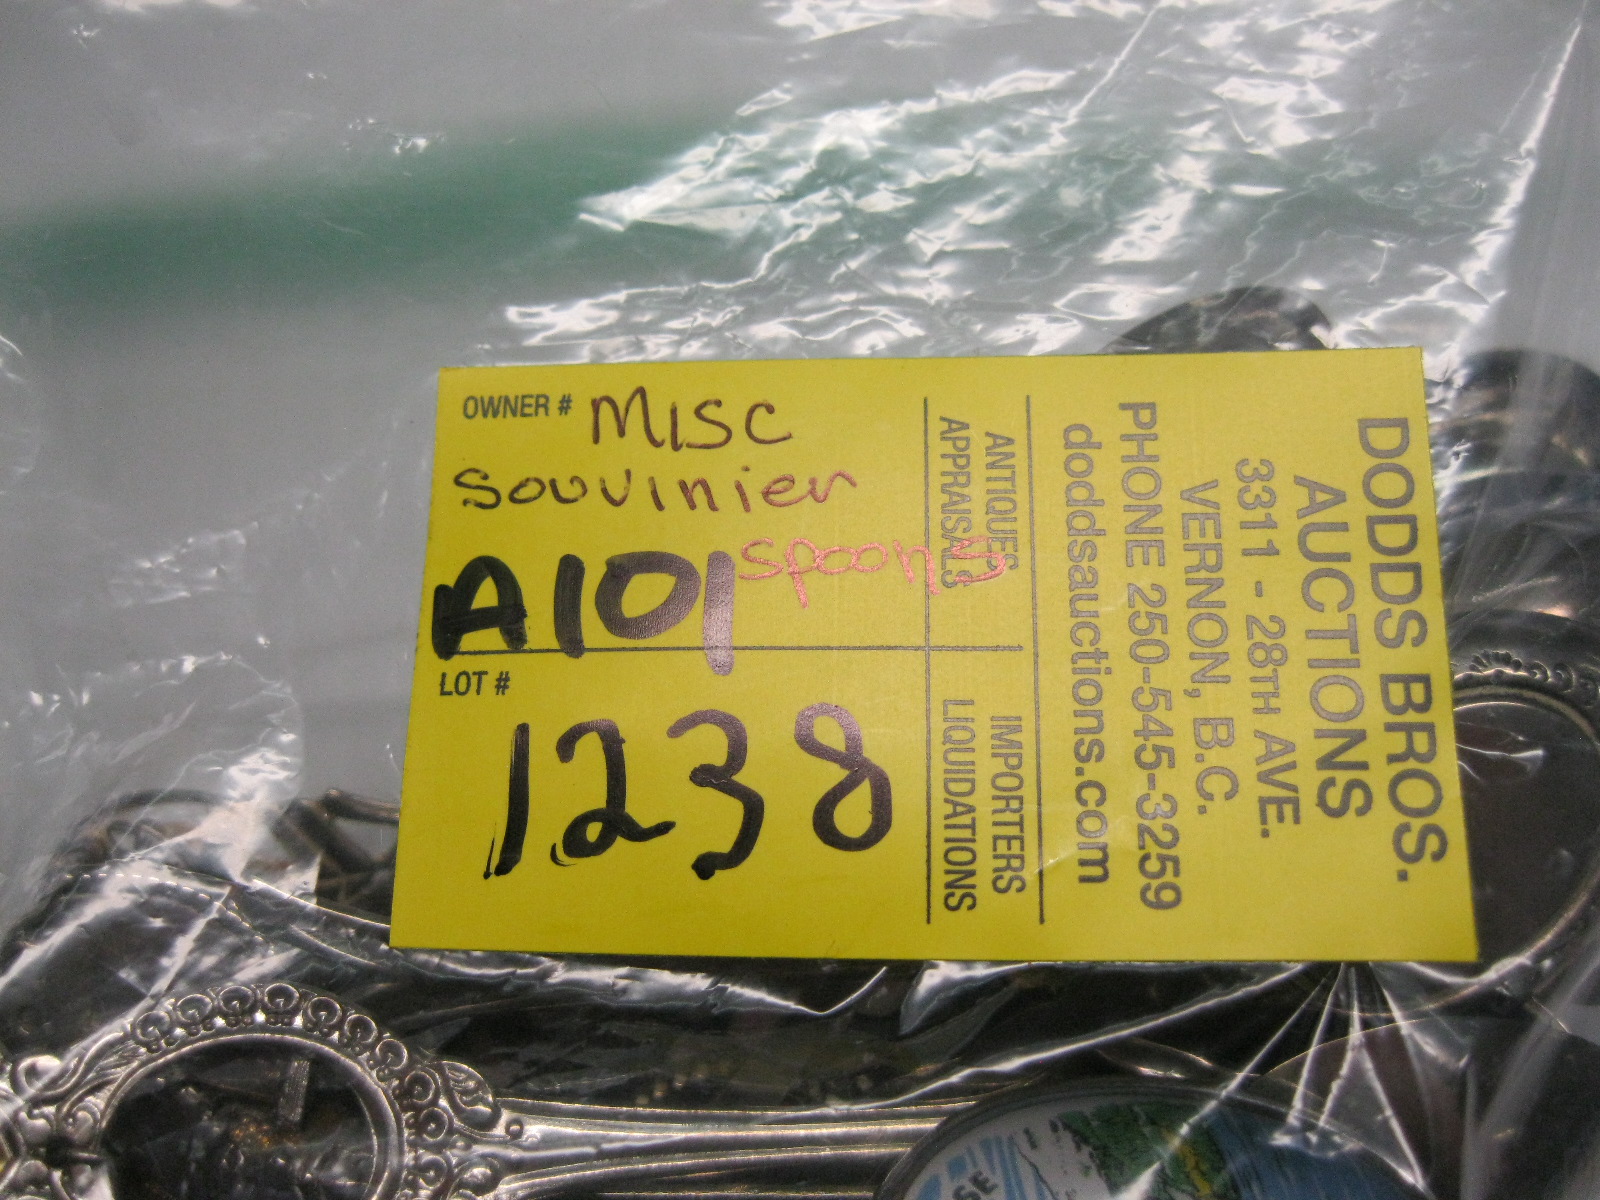 OWNER # MISC
Souvinier
spoons
A101
LOT #
1238
ANTIQUES
APPRAISALS
IMPORTERS
LIQUIDATIONS
DODDS BROS.
AUCTIONS
3311 - 28TH AVE.
VERNON, B.C.
PHONE 250-545-3259
doddsauctions.com
SE